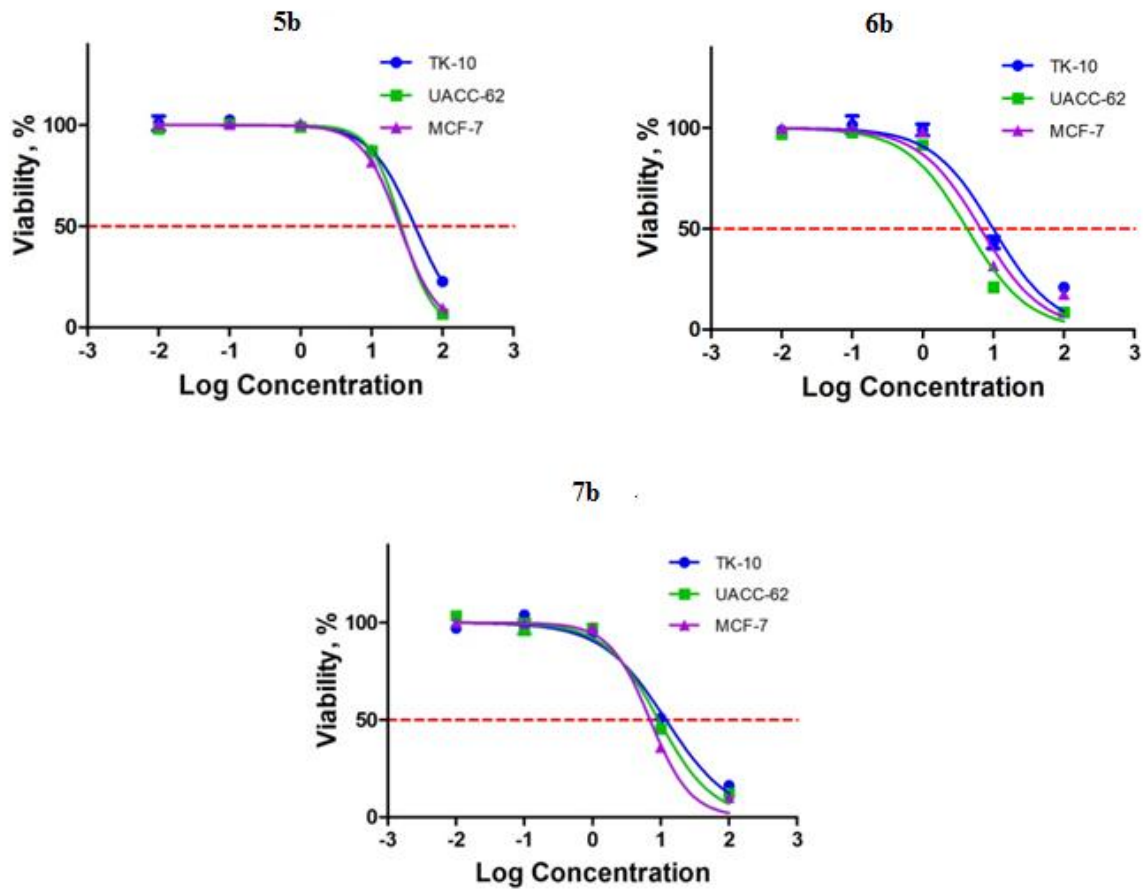 5b
TK-10
UACC-62
MCF-7
Viability, %
100
50
0
-3 -2 -1 0 1 2 3
Log Concentration
6b
TK-10
UACC-62
MCF-7
Viability, %
100
50
0
-3 -2 -1 0 1 2 3
Log Concentration
7b
TK-10
UACC-62
MCF-7
Viability, %
100
50
0
-3 -2 -1 0 1 2 3
Log Concentration